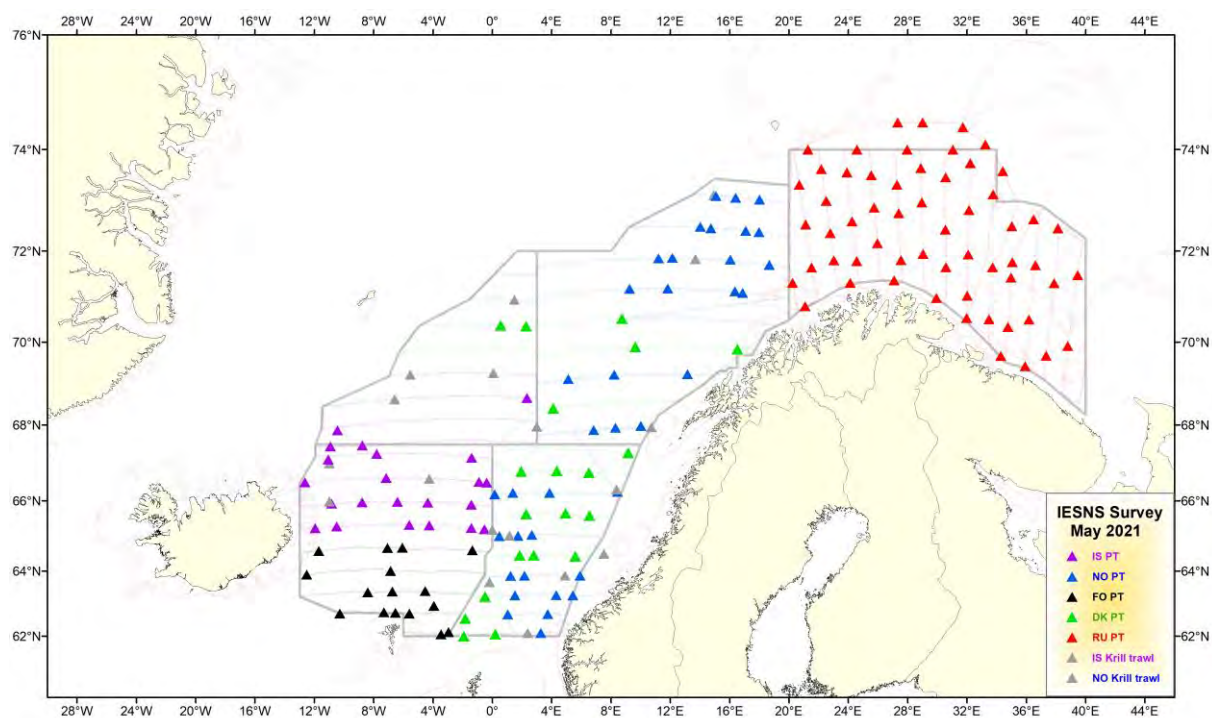 28°W 24°W 20°W 16°W 12°W 8°W 4°W 0° 4°E 8°E 12°E 16°E 20°E 24°E 28°E 32°E 36°E 40°E 44°E
76°N
74°N 74°N
72°N 72°N
70°N 70°N
68°N 68°N
66°N 66°N
64°N 64°N
62°N 62°N
IESNS Survey
May 2021
IS PT
NO PT
FO PT
DK PT
RU PT
IS Krill trawl
NO Krill trawl
28°W 24°W 20°W 16°W 12°W 8°W 4°W 0° 4°E 8°E 12°E 16°E 20°E 24°E 28°E 32°E 36°E 40°E 44°E